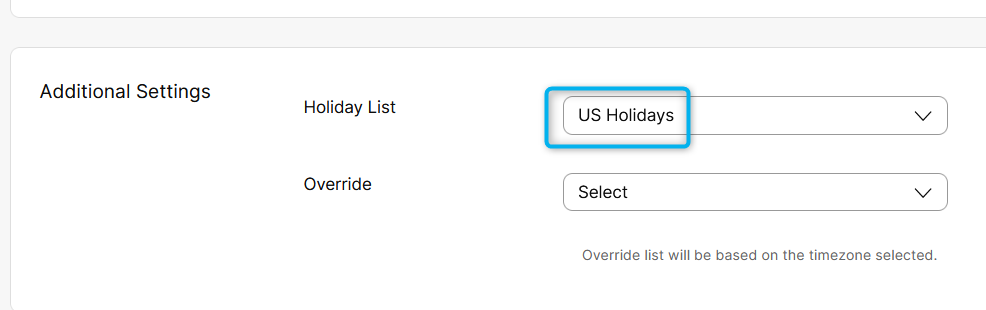 Additional Settings
Holiday List
US Holidays
Override
Select
Override list will be based on the timezone selected.